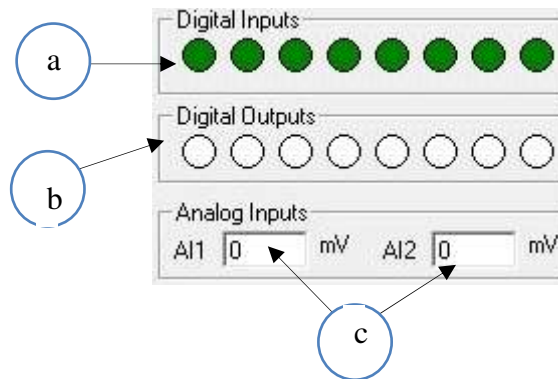 Digital Inputs
a
Digital Outputs
b
Analog Inputs
AI1 0 mV AI2 0 mV
c